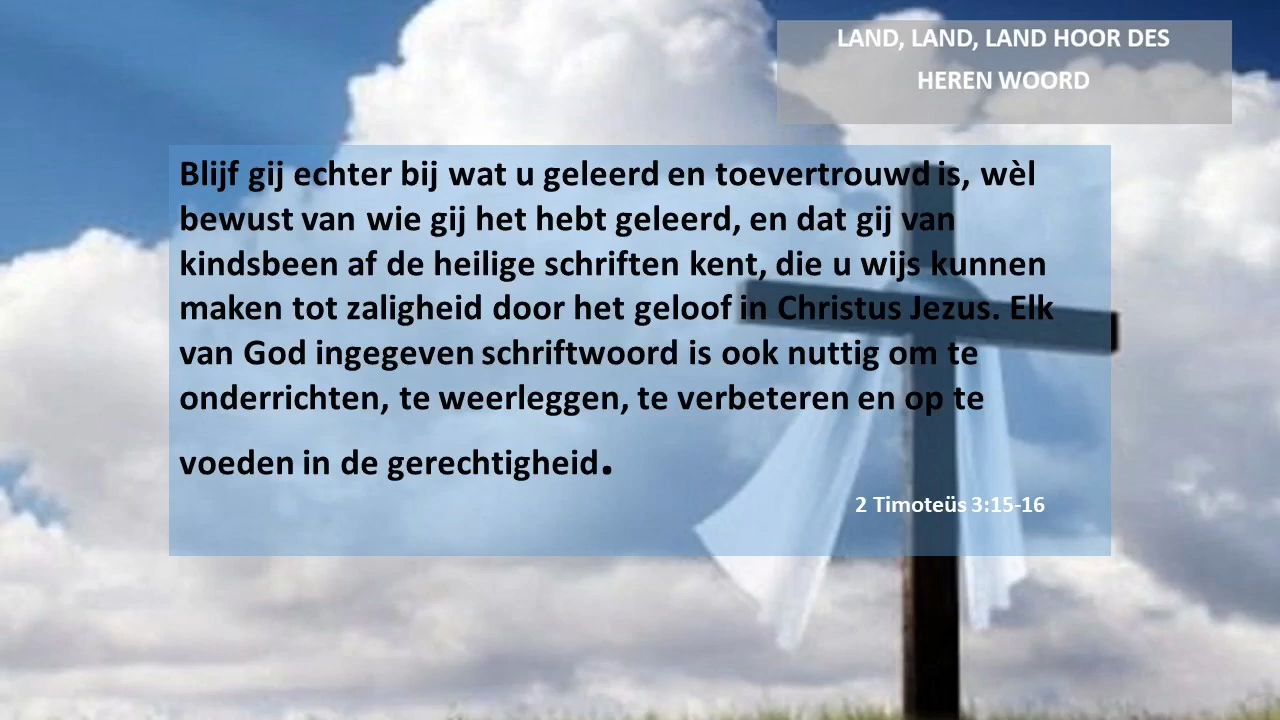 LAND, LAND, LAND HOOR DES
HEREN WOORD
Blijf gij echter bij wat u geleerd en toevertrouwd is, wèl
bewust van wie gij het hebt geleerd, en dat gij van
kindsbeen af de heilige schriften kent, die u wijs kunnen
maken tot zaligheid door het geloof in Christus Jezus. Elk
van God ingegeven schriftwoord is ook nuttig om te
onderrichten, te weerleggen, te verbeteren en op te
voeden in de gerechtigheid.
2 Timoteüs 3:15-16